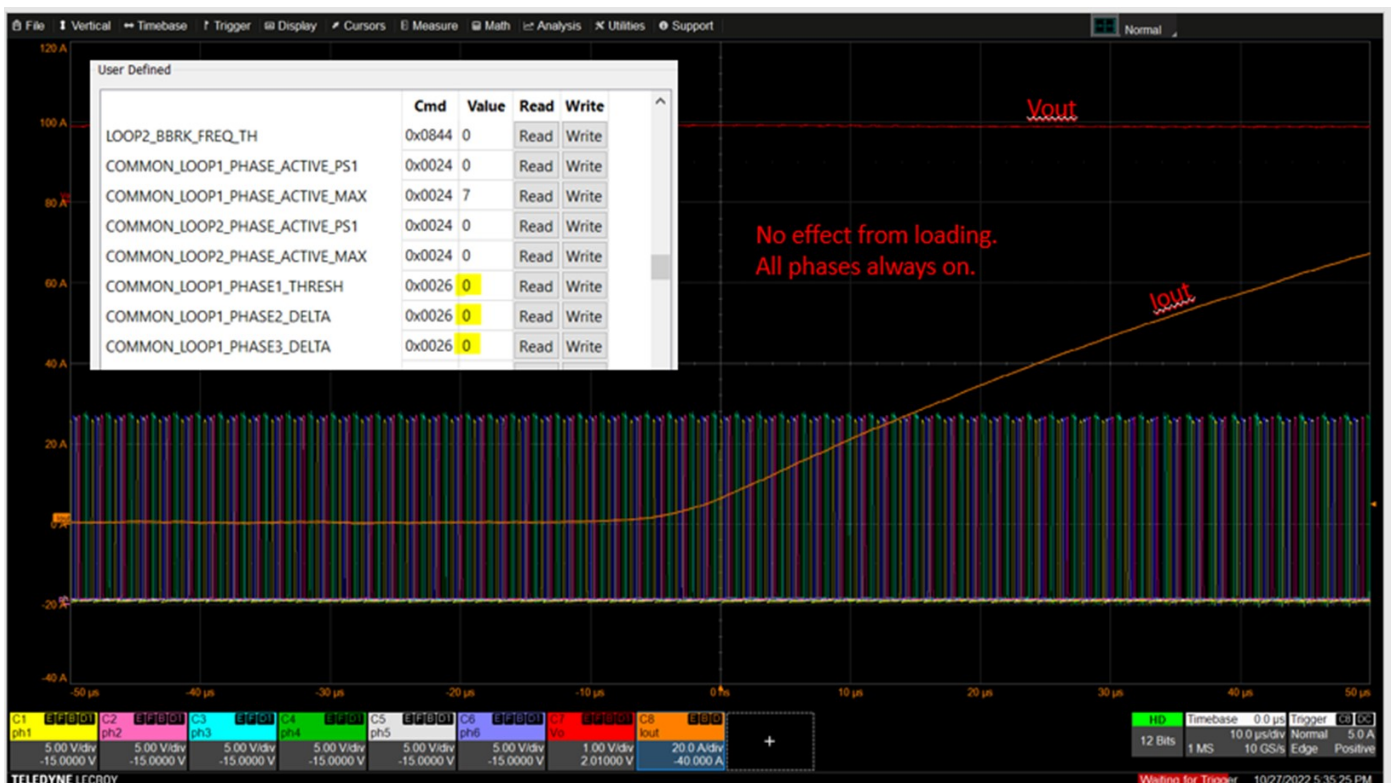 File Vertical Timebase Trigger Display Cursors Measure Math Analysis Utilities Support
Normal
120 A
User Defined
Cmd Value Read Write
LOOP2_BBRK_FREQ_TH 0x0844 0 Read Write
COMMON_LOOP1_PHASE_ACTIVE_PS1 0x0024 0 Read Write
COMMON_LOOP1_PHASE_ACTIVE_MAX 0x0024 7 Read Write
COMMON_LOOP2_PHASE_ACTIVE_PS1 0x0024 0 Read Write
COMMON_LOOP2_PHASE_ACTIVE_MAX 0x0024 0 Read Write
COMMON_LOOP1_PHASE1_THRESH 0x0026 0 Read Write
COMMON_LOOP1_PHASE2_DELTA 0x0026 0 Read Write
COMMON_LOOP1_PHASE3_DELTA 0x0026 0 Read Write
Vout
100 A
80 A
No effect from loading.
All phases always on.
60 A
Iout
40 A
20 A
0 A
-20 A
-40 A
-50 µs -40 µs -30 µs -20 µs -10 µs 0 ns 10 µs 20 µs 30 µs 40 µs 50 µs
C1 C2 C3 C4 C5 C6 C7 C8
ph1 ph2 ph3 ph4 ph5 ph6 Vo Iout
5.00 V/div 5.00 V/div 5.00 V/div 5.00 V/div 5.00 V/div 5.00 V/div 1.00 V/div 20.0 A/div
-15.0000 V -15.0000 V -15.0000 V -15.0000 V -15.0000 V -15.0000 V 2.01000 V -40.000 A
+
HD Timebase 0.0 µs Trigger C8 DC
12 Bits 10.0 µs/div Normal 5.0 A
1 MS 10 GS/s Edge Positive
TELEDYNE LECROY
Waiting for Trigger 10/27/2022 5:35:25 PM